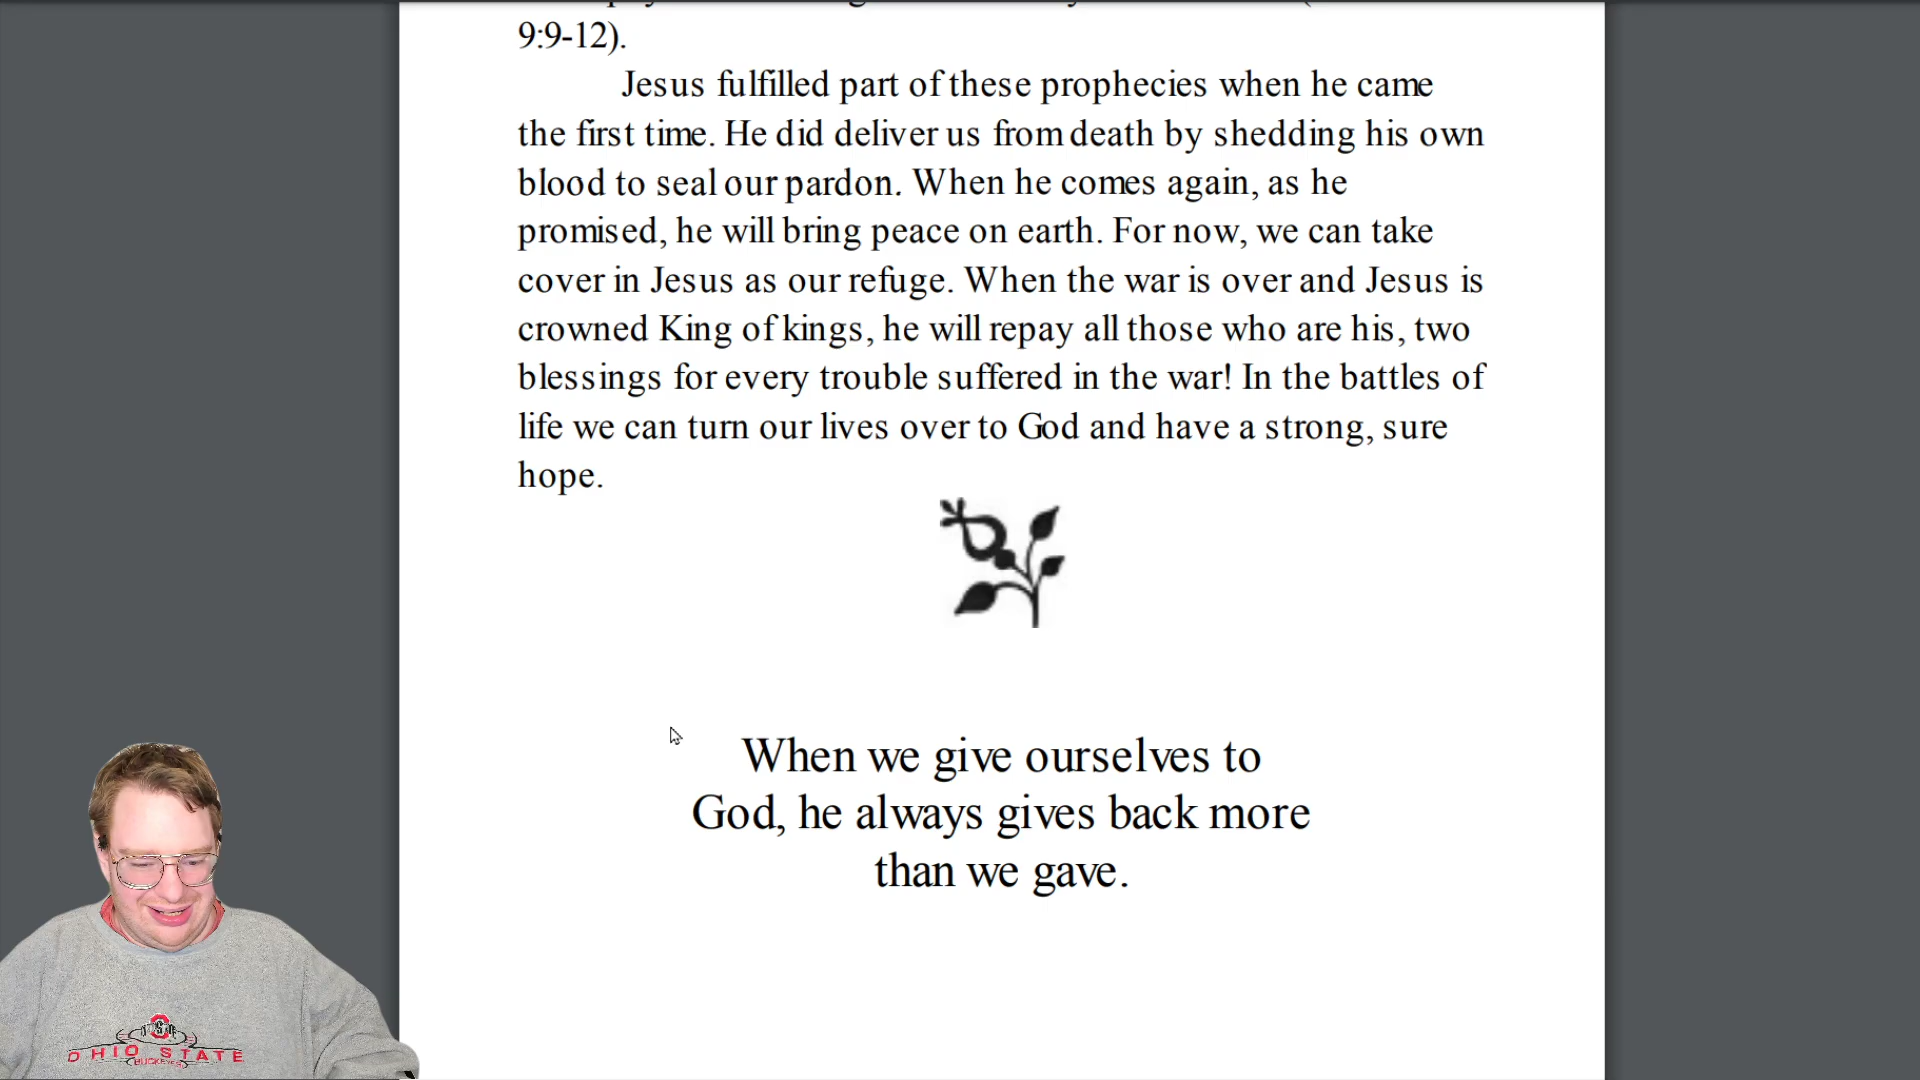 9:9-12).
Jesus fulfilled part of these prophecies when he came
the first time. He did deliver us from death by shedding his own
blood to seal our pardon. When he comes again, as he
promised, he will bring peace on earth. For now, we can take
cover in Jesus as our refuge. When the war is over and Jesus is
crowned King of kings, he will repay all those who are his, two
blessings for every trouble suffered in the war! In the battles of
life we can turn our lives over to God and have a strong, sure
hope.
When we give ourselves to
God, he always gives back more
than we gave.
OHIO STATE
BUCKEYES